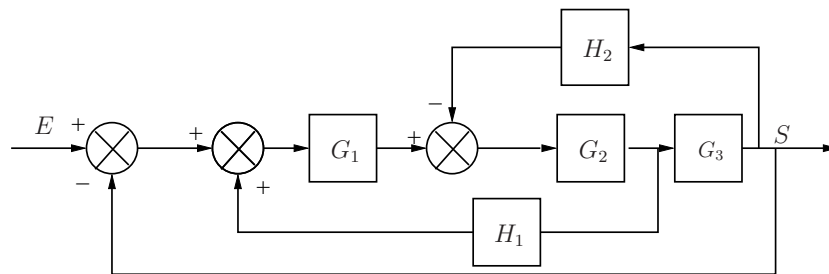 H₂
−
E + + G₁ + G₂ G₃ S
− +
H₁